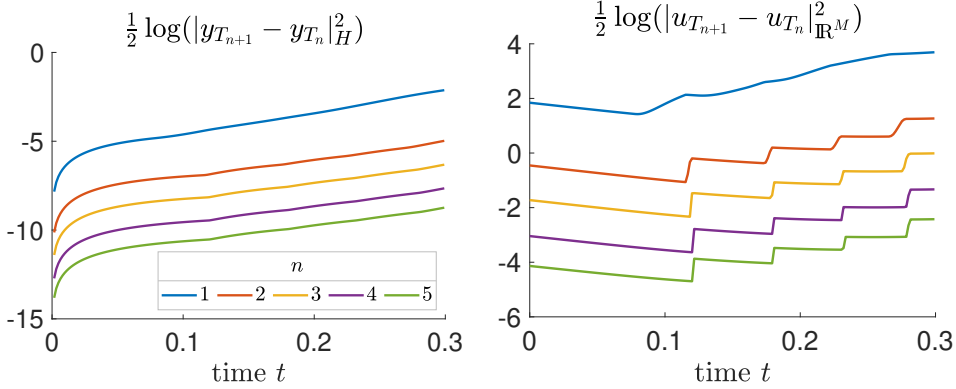 ½ log(|y_{T_{n+1}} − y_{T_n}|²_H)
0
-5
-10
-15
0 0.1 0.2 0.3
time t
n
1 2 3 4 5
½ log(|u_{T_{n+1}} − u_{T_n}|²_{ℝ^M})
4
2
0
-2
-4
-6
0 0.1 0.2 0.3
time t